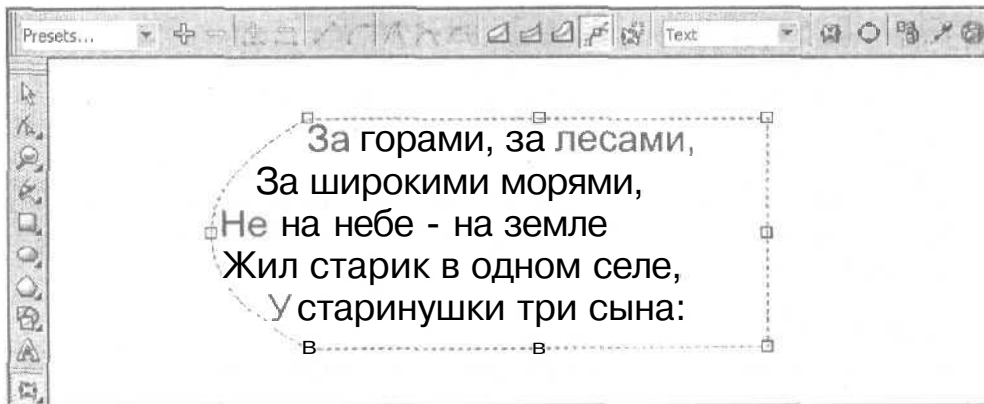 Presets...
Text
За горами, за лесами,
За широкими морями,
Не на небе - на земле
Жил старик в одном селе,
У старинушки три сына:
в в